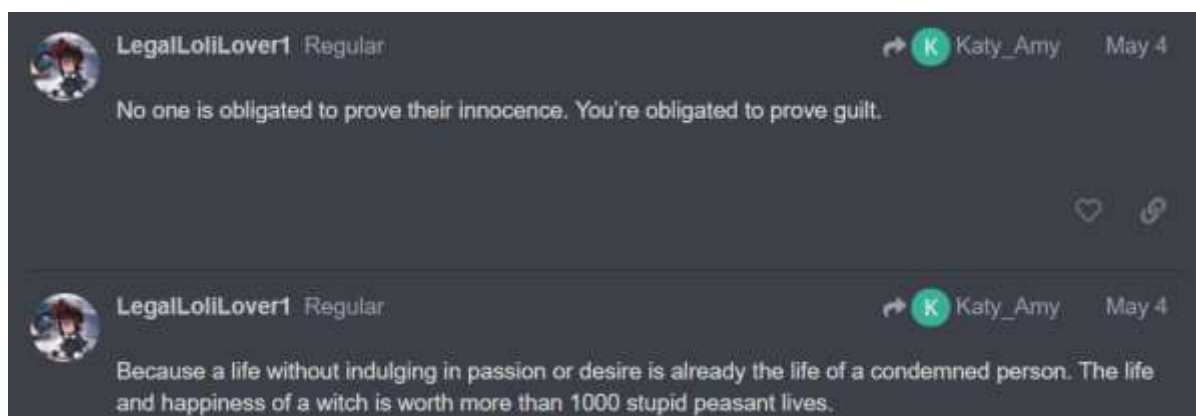 LegalLoliLover1 Regular K Katy_Amy May 4
No one is obligated to prove their innocence. You're obligated to prove guilt.
LegalLoliLover1 Regular K Katy_Amy May 4
Because a life without indulging in passion or desire is already the life of a condemned person. The life
and happiness of a witch is worth more than 1000 stupid peasant lives.